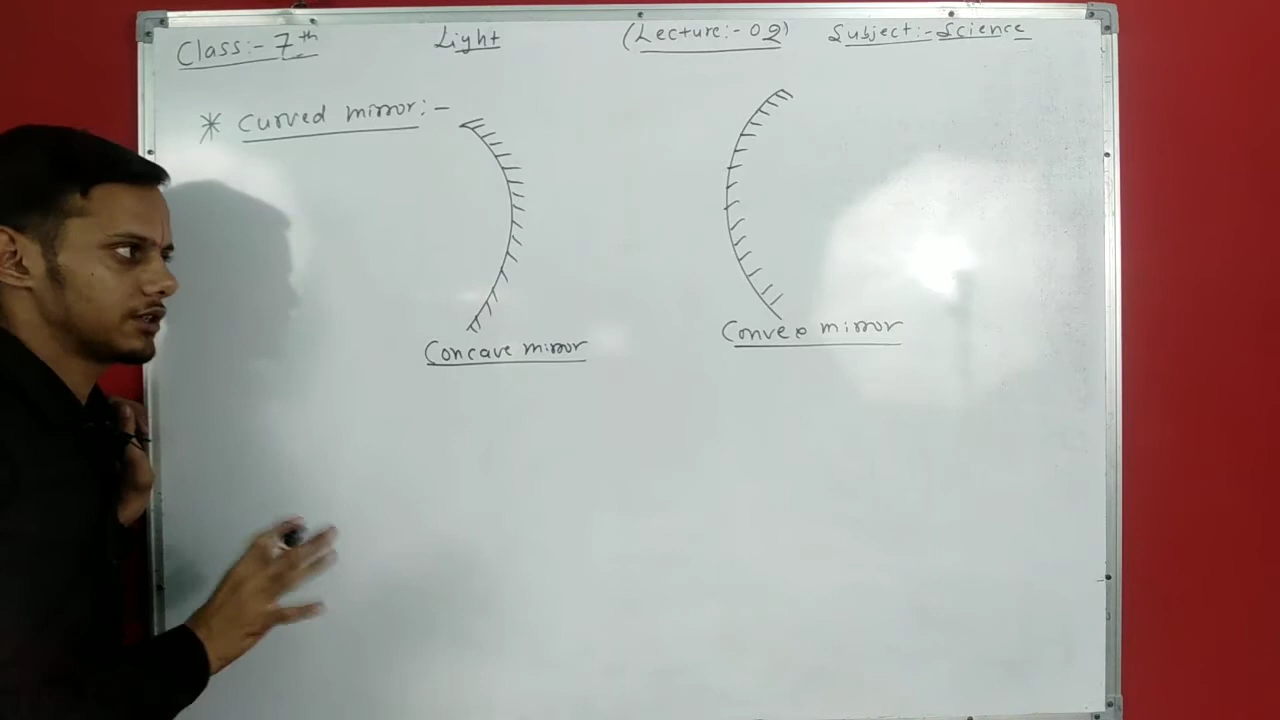 Class:- 7th Light (Lecture:- 02) Subject:- Science
* Curved mirror:-
Concave mirror
Convex mirror